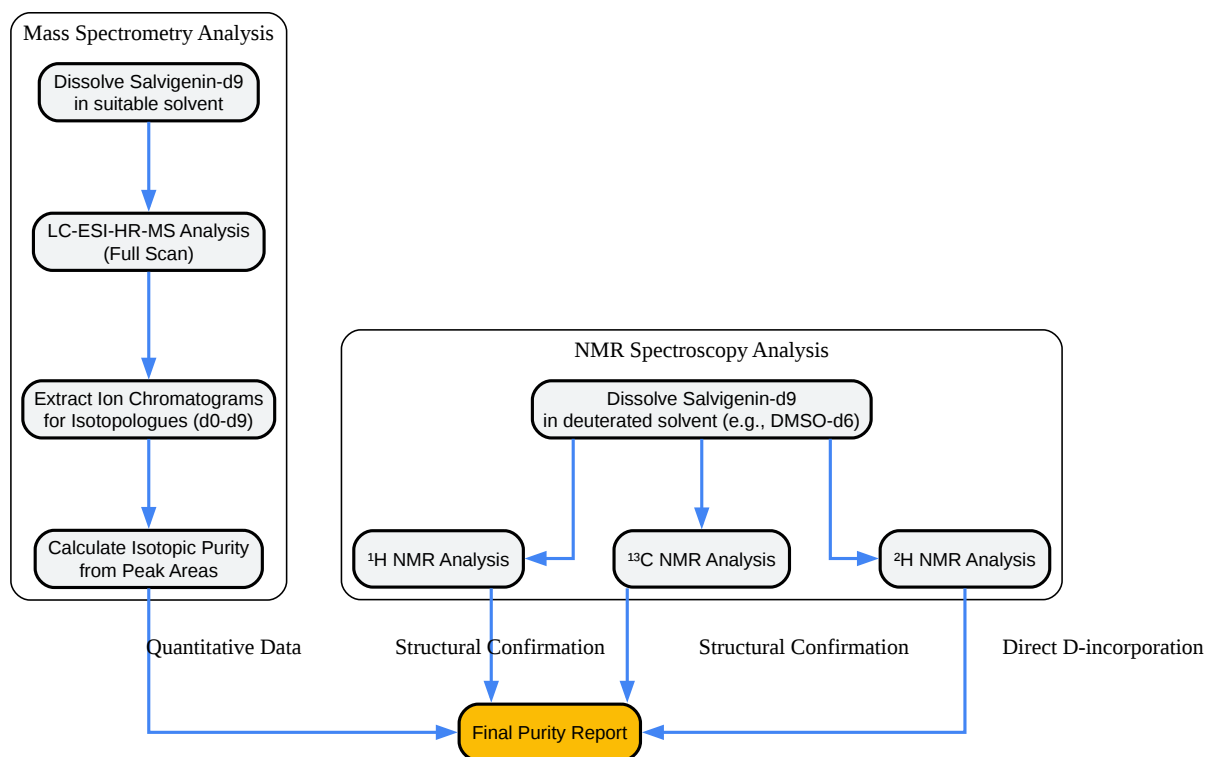 Mass Spectrometry Analysis
Dissolve Salvigenin-d9
in suitable solvent
LC-ESI-HR-MS Analysis
(Full Scan)
Extract Ion Chromatograms
for Isotopologues (d0-d9)
Calculate Isotopic Purity
from Peak Areas
NMR Spectroscopy Analysis
Dissolve Salvigenin-d9
in deuterated solvent (e.g., DMSO-d6)
¹H NMR Analysis
¹³C NMR Analysis
²H NMR Analysis
Quantitative Data
Structural Confirmation
Structural Confirmation
Direct D-incorporation
Final Purity Report